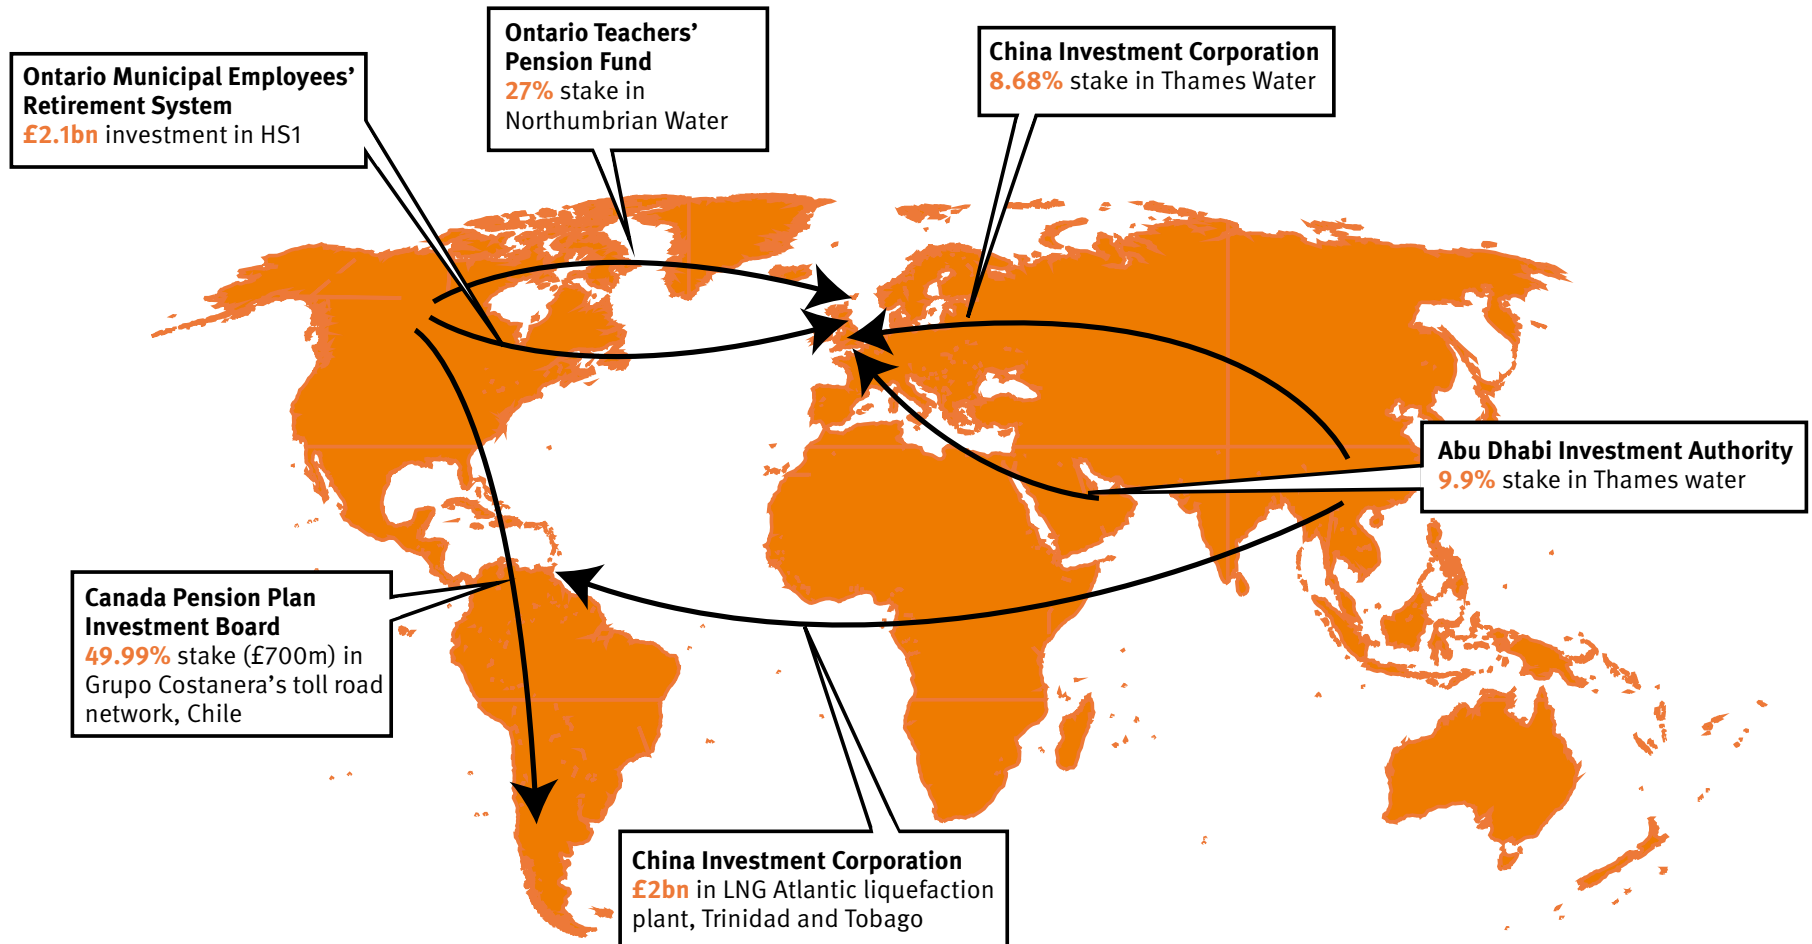 Ontario Municipal Employees’
Retirement System
£2.1bn investment in HS1
Ontario Teachers’
Pension Fund
27% stake in
Northumbrian Water
China Investment Corporation
8.68% stake in Thames Water
Abu Dhabi Investment Authority
9.9% stake in Thames water
Canada Pension Plan
Investment Board
49.99% stake (£700m) in
Grupo Costanera’s toll road
network, Chile
China Investment Corporation
£2bn in LNG Atlantic liquefaction
plant, Trinidad and Tobago